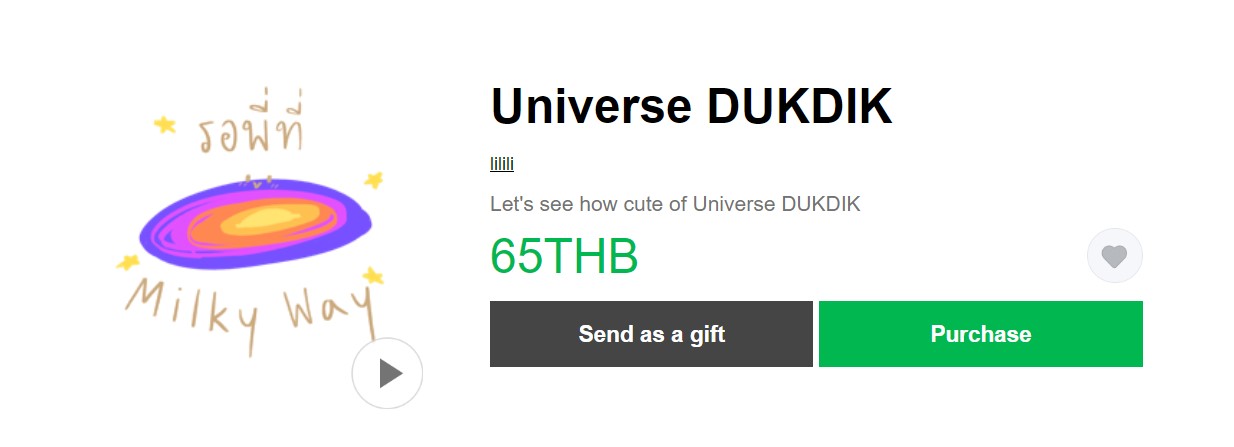 รอพี่ที่
Milky Way
Universe DUKDIK
lilili
Let's see how cute of Universe DUKDIK
65THB
Send as a gift
Purchase